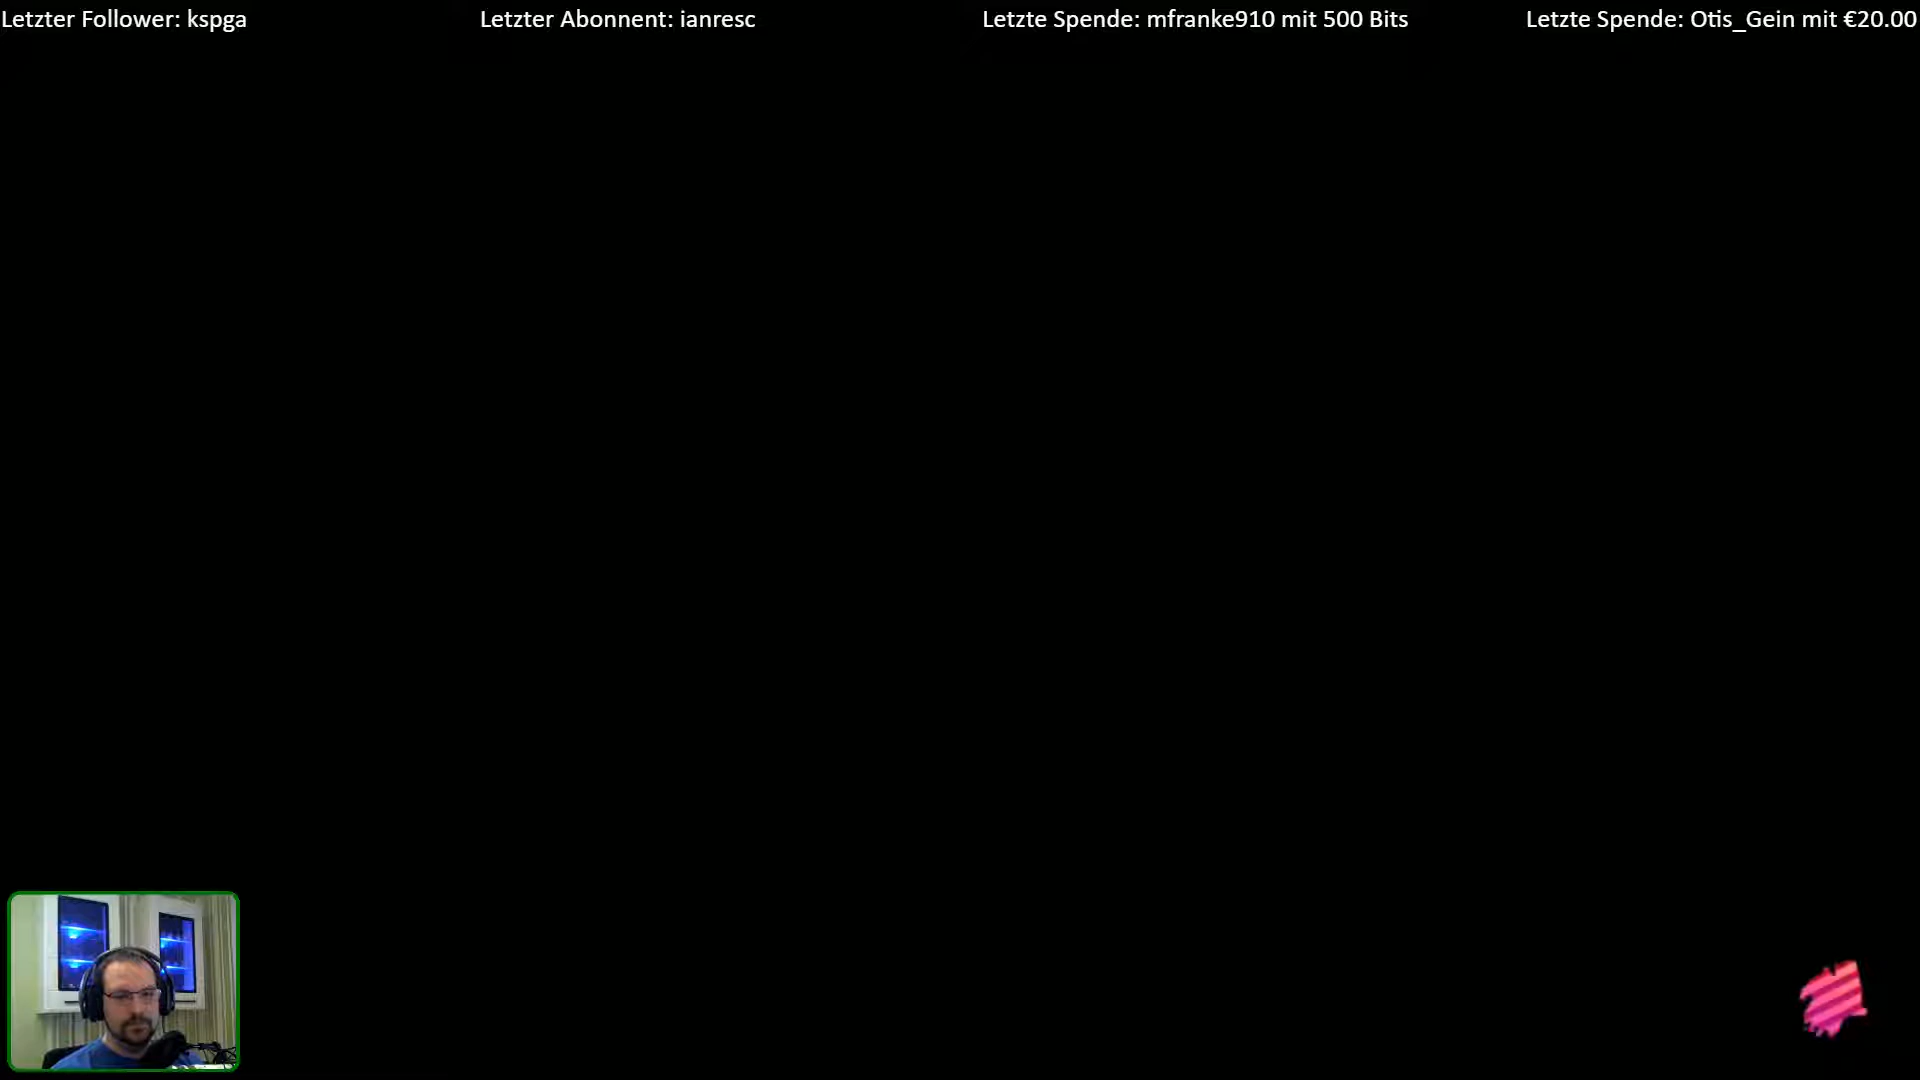 Letzter Follower: kspga
Letzter Abonnent: ianresc
Letzte Spende: mfranke910 mit 500 Bits
Letzte Spende: Otis_Gein mit €20.00